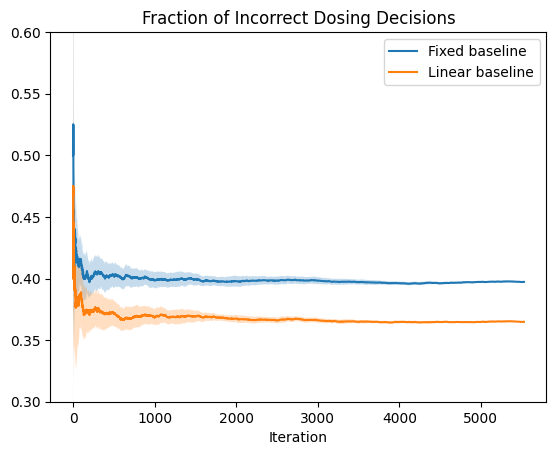 Fraction of Incorrect Dosing Decisions
Fixed baseline
Linear baseline
0.60
0.55
0.50
0.45
0.40
0.35
0.30
0 1000 2000 3000 4000 5000
Iteration